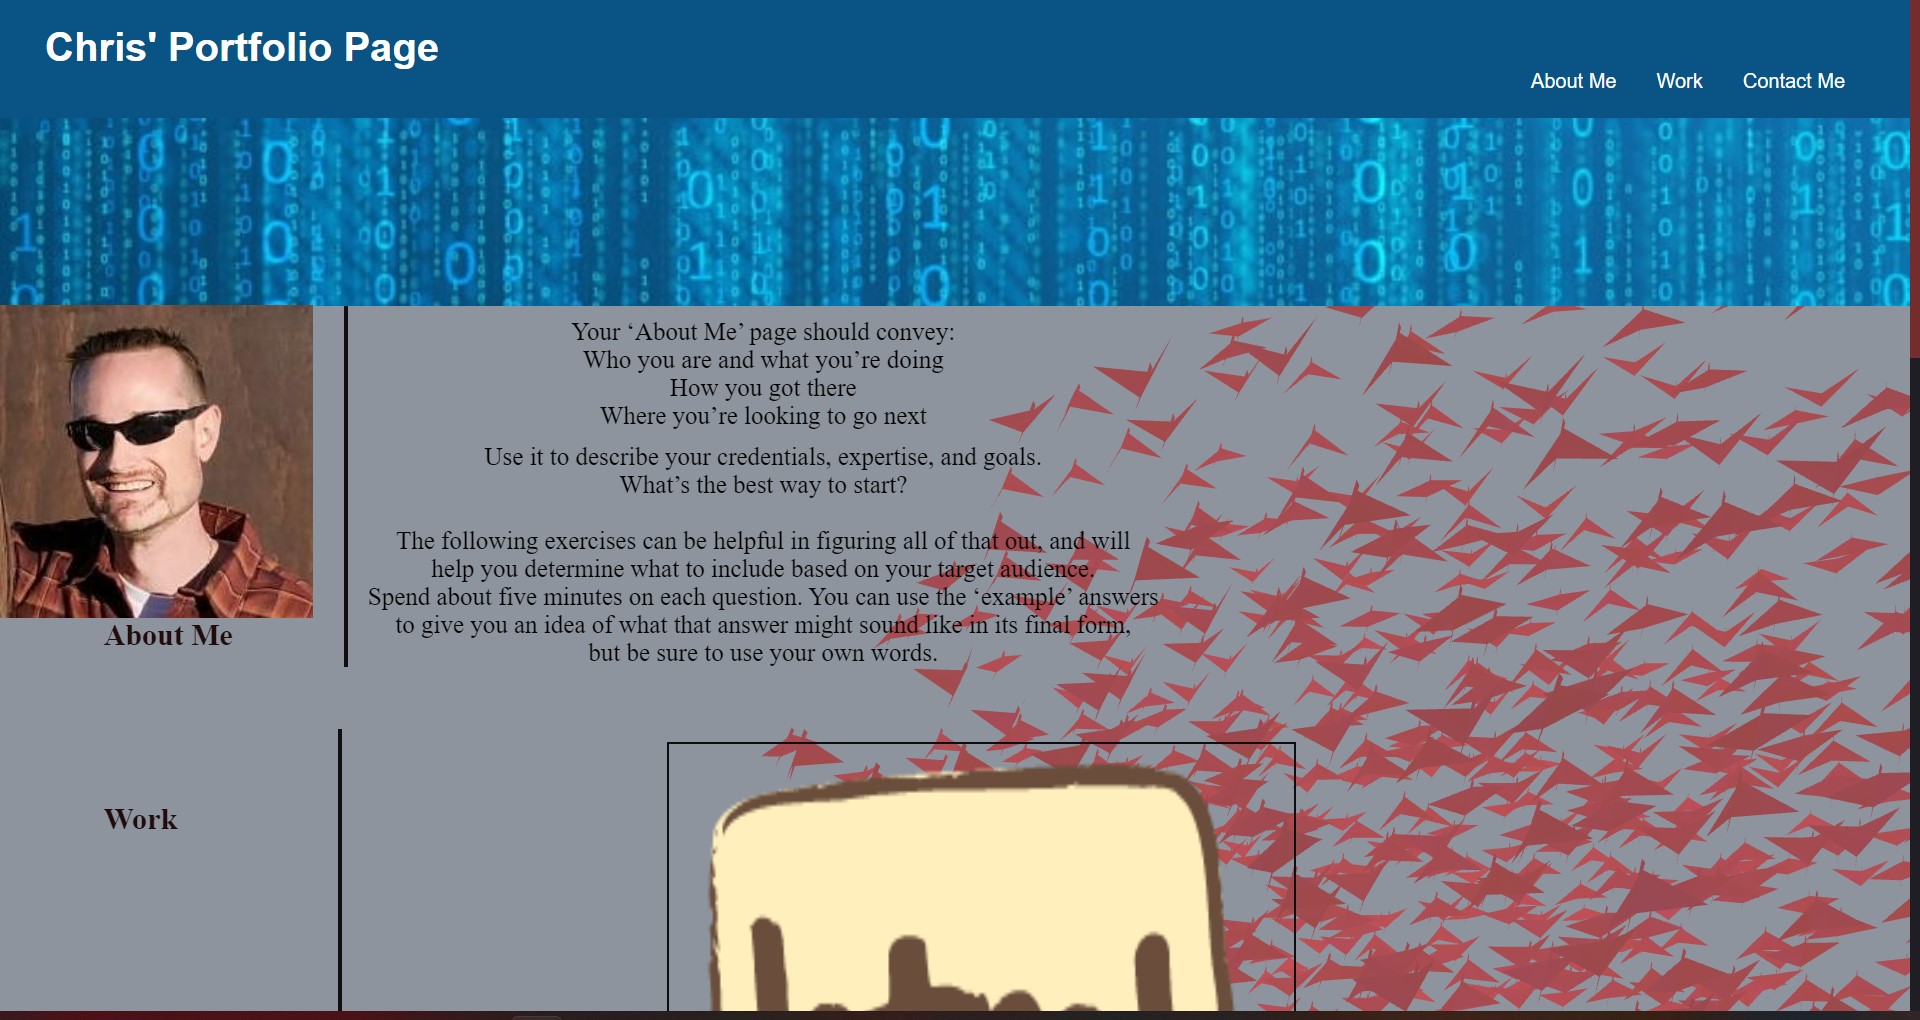 Chris' Portfolio Page
About Me Work Contact Me
Your ‘About Me’ page should convey:
Who you are and what you’re doing
How you got there
Where you’re looking to go next
Use it to describe your credentials, expertise, and goals.
What’s the best way to start?
The following exercises can be helpful in figuring all of that out, and will
help you determine what to include based on your target audience.
Spend about five minutes on each question. You can use the ‘example’ answers
to give you an idea of what that answer might sound like in its final form,
but be sure to use your own words.
About Me
Work